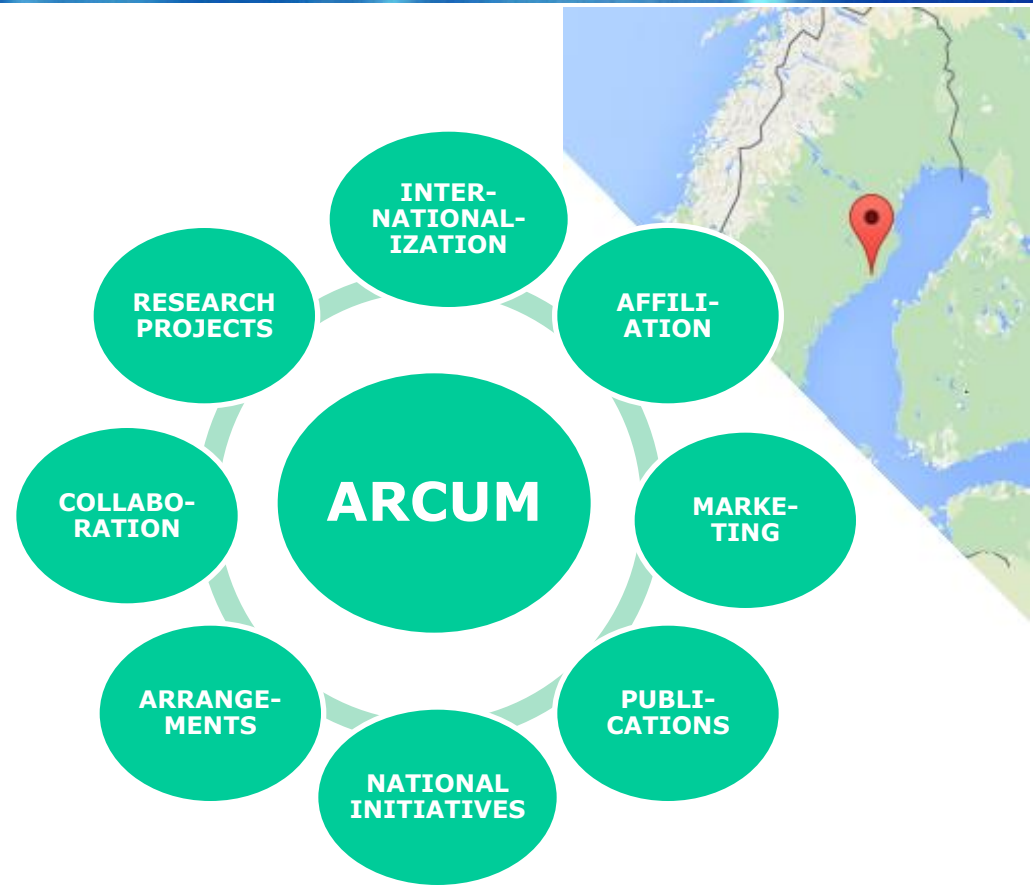 INTER-
NATIONAL-
IZATION
RESEARCH
PROJECTS
AFFILI-
ATION
ARCUM
COLLABO-
RATION
MARKE-
TING
ARRANGE-
MENTS
PUBLI-
CATIONS
NATIONAL
INITIATIVES